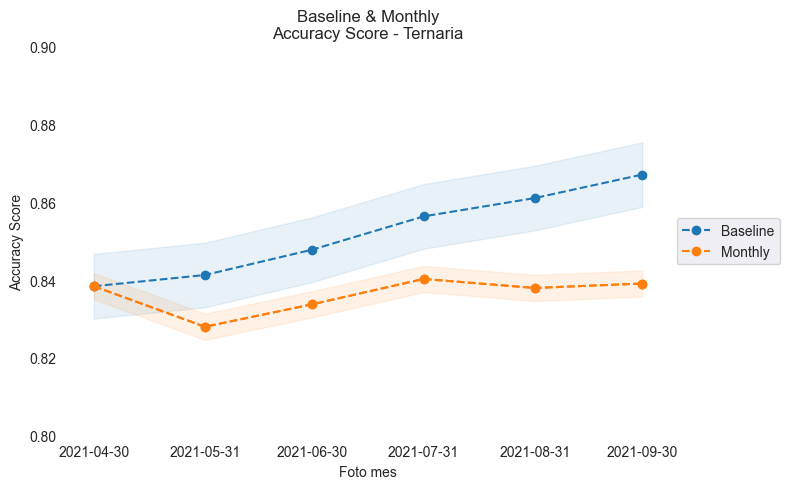 Baseline & Monthly
Accuracy Score - Ternaria
0.90
0.88
0.86
0.84
0.82
0.80
Accuracy Score
2021-04-30 2021-05-31 2021-06-30 2021-07-31 2021-08-31 2021-09-30
Foto mes
Baseline
Monthly